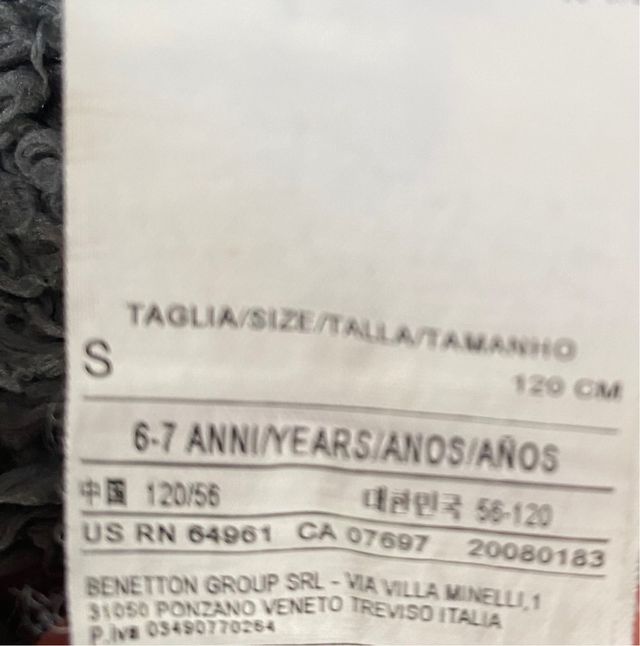 TAGLIA/SIZE/TALLA/TAMANHO
S
120 CM
6-7 ANNI/YEARS/ANOS/AÑOS
中国 120/56 대한민국 56-120
US RN 64961 CA 07697 20080183
BENETTON GROUP SRL - VIA VILLA MINELLI,1
31050 PONZANO VENETO TREVISO ITALIA
P.iva 03490770264